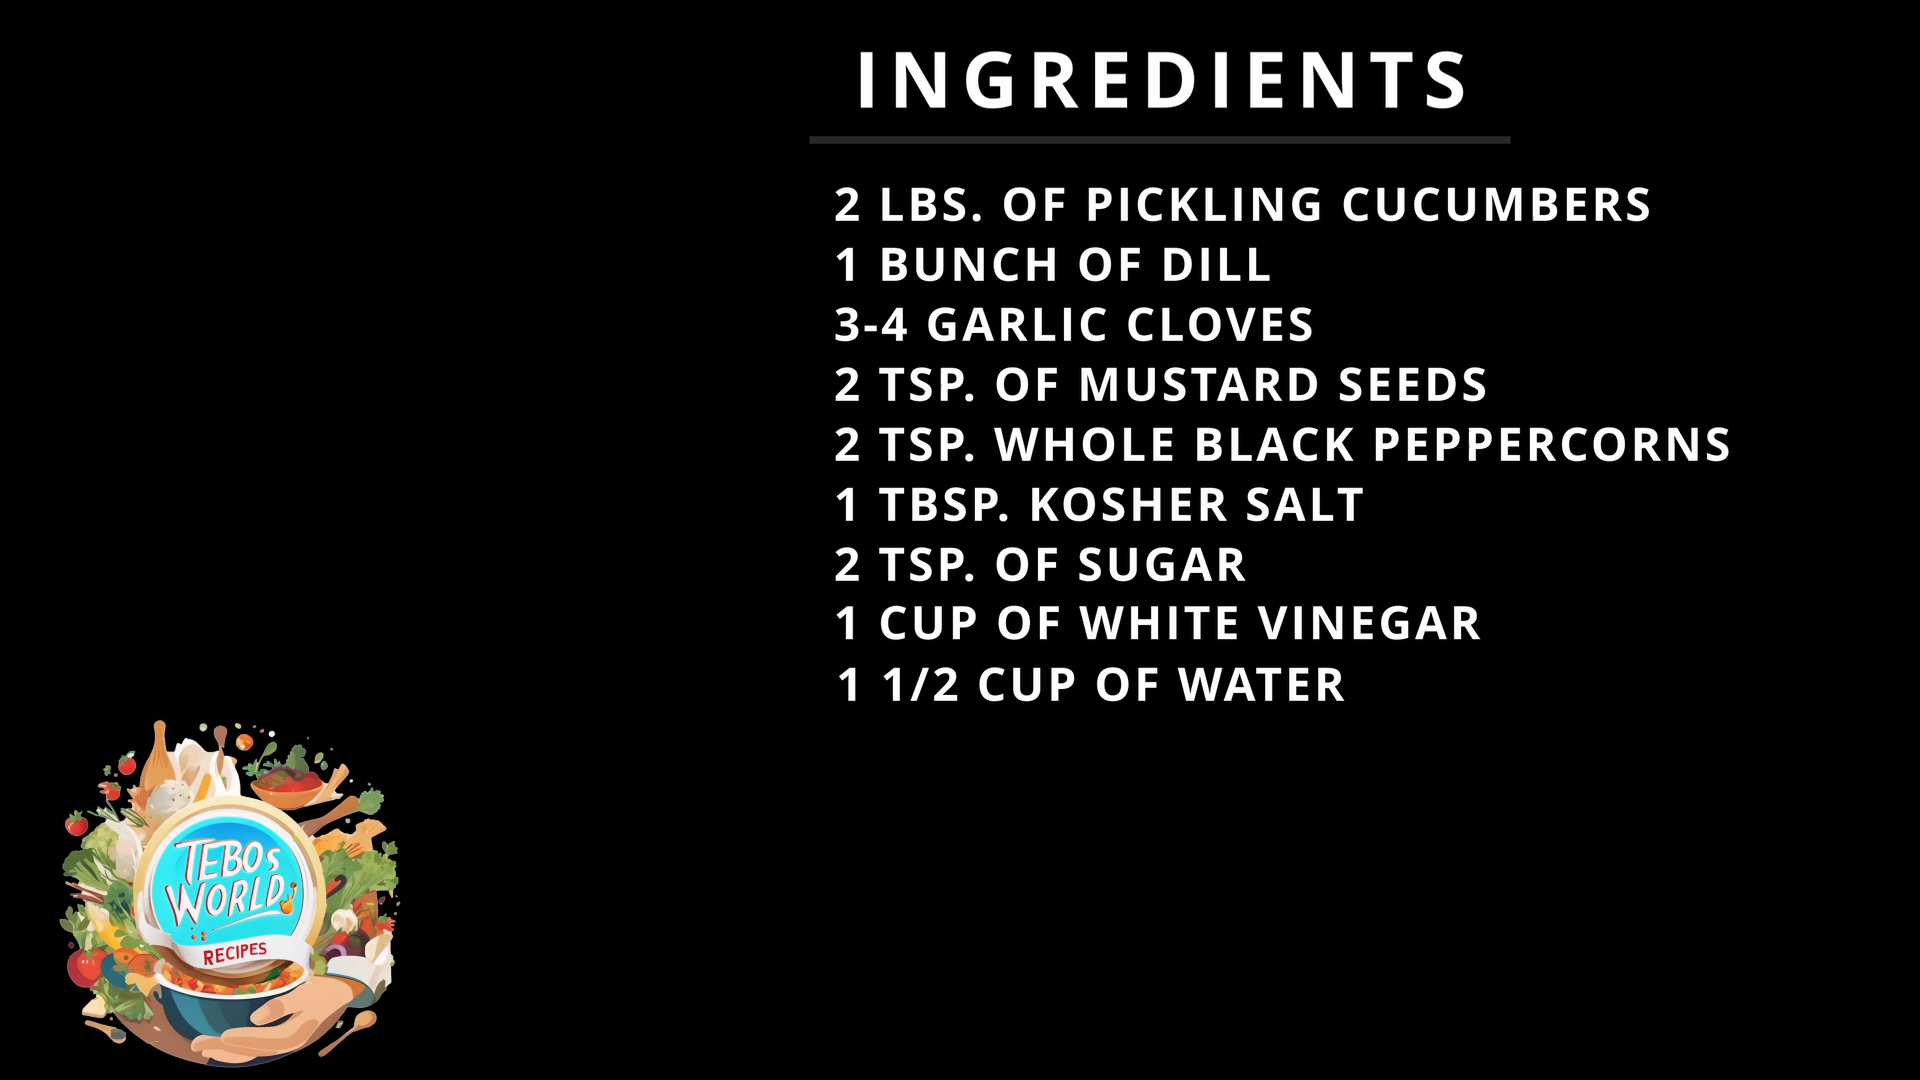 INGREDIENTS
2 LBS. OF PICKLING CUCUMBERS
1 BUNCH OF DILL
3-4 GARLIC CLOVES
2 TSP. OF MUSTARD SEEDS
2 TSP. WHOLE BLACK PEPPERCORNS
1 TBSP. KOSHER SALT
2 TSP. OF SUGAR
1 CUP OF WHITE VINEGAR
1 1/2 CUP OF WATER
TEBOs
WORLD
RECIPES